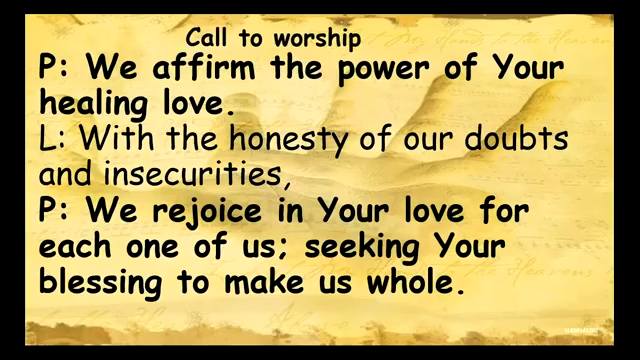 Call to worship
P: We affirm the power of Your
healing love.
L: With the honesty of our doubts
and insecurities,
P: We rejoice in Your love for
each one of us; seeking Your
blessing to make us whole.